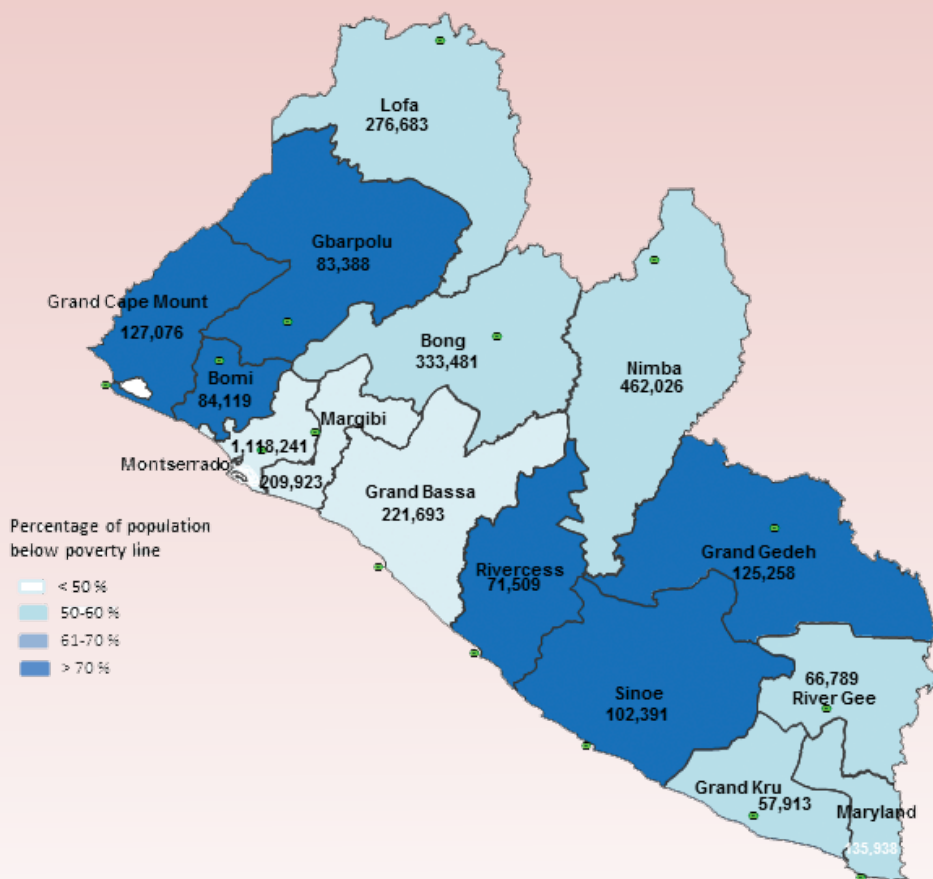 Lofa
276,683
Gbarpolu
83,388
Grand Cape Mount
127,076
Bong
333,481
Nimba
462,026
Bomi
84,119
Margibi
1,118,241
Montserrado
209,923
Grand Bassa
221,693
Percentage of population
below poverty line
< 50 %
50-60 %
61-70 %
> 70 %
Rivercess
71,509
Grand Gedeh
125,258
Sinoe
102,391
66,789
River Gee
Grand Kru
57,913
Maryland
135,938